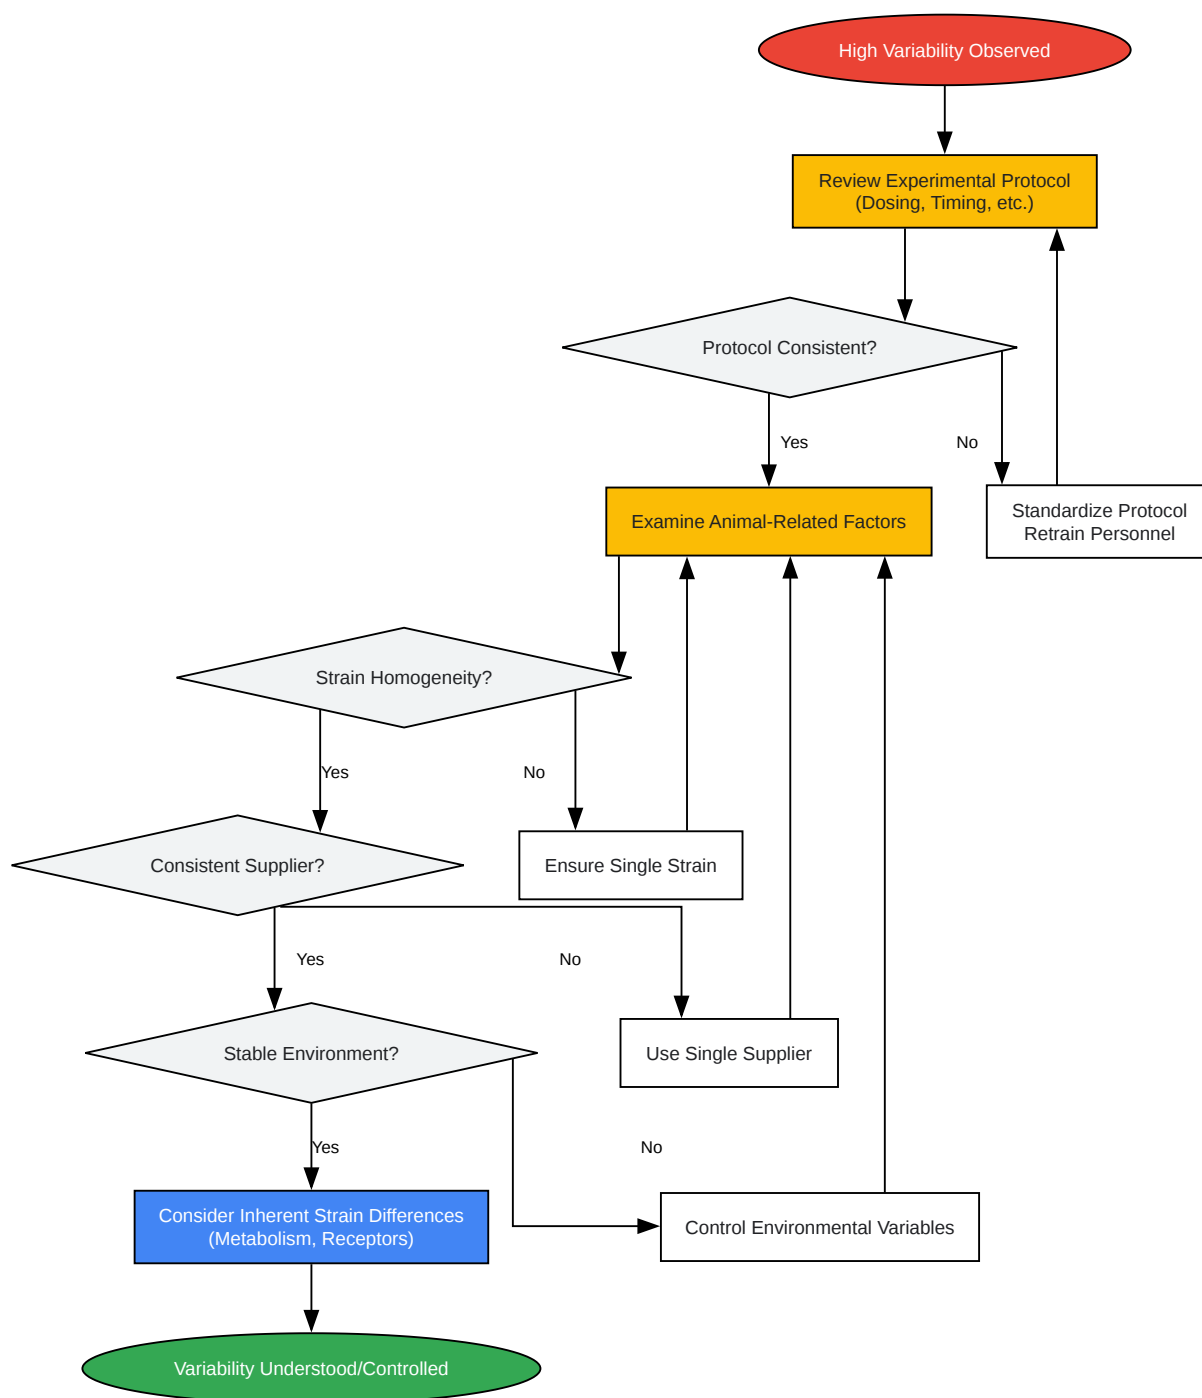 High Variability Observed
Review Experimental Protocol
(Dosing, Timing, etc.)
Protocol Consistent?
Yes
No
Examine Animal-Related Factors
Standardize Protocol
Retrain Personnel
Strain Homogeneity?
Yes
No
Consistent Supplier?
Ensure Single Strain
Yes
No
Stable Environment?
Use Single Supplier
Yes
No
Consider Inherent Strain Differences
(Metabolism, Receptors)
Control Environmental Variables
Variability Understood/Controlled